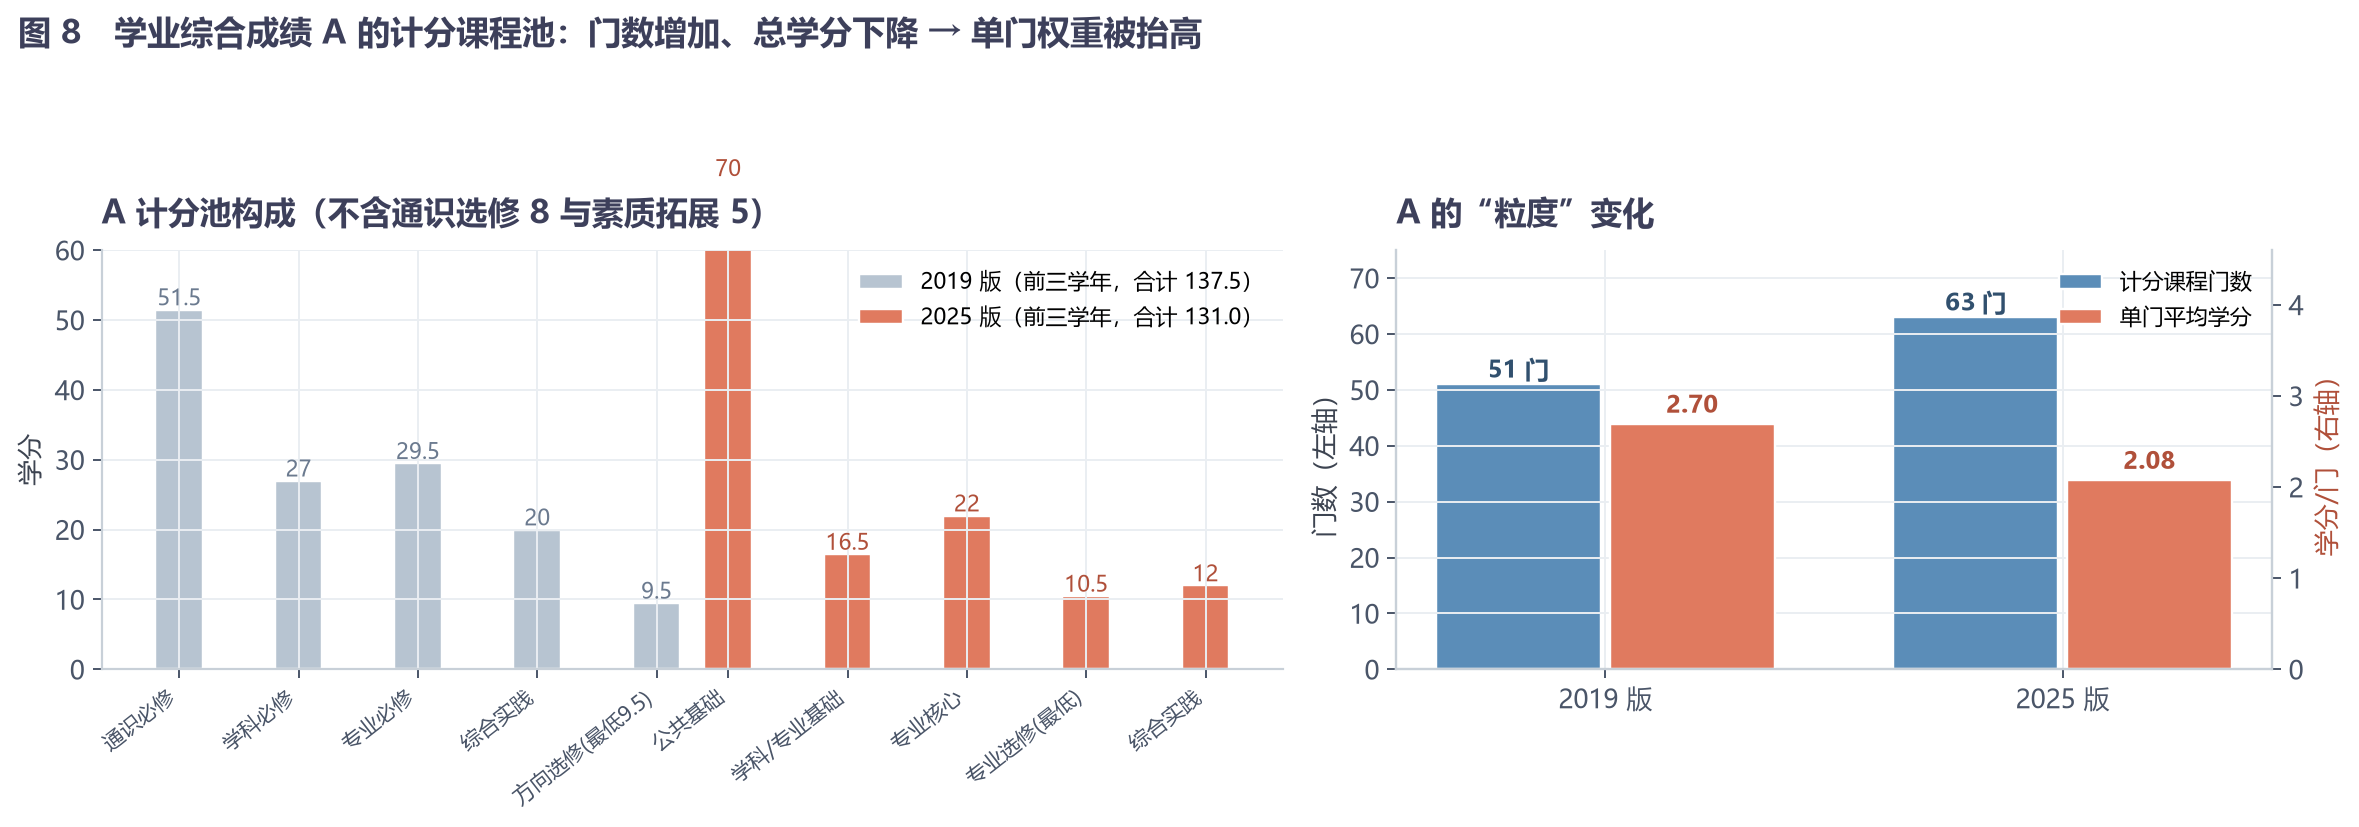 图 8 学业综合成绩 A 的计分课程池：门数增加、总学分下降 → 单门权重被抬高
A 计分池构成（不含通识选修 8 与素质拓展 5）
学分
60
50
40
30
20
10
0
51.5
27
29.5
20
9.5
70
16.5
22
10.5
12
2019 版（前三学年，合计 137.5）
2025 版（前三学年，合计 131.0）
通识必修
学科必修
专业必修
综合实践
方向选修(最低9.5)
公共基础
学科/专业基础
专业核心
专业选修(最低)
综合实践
A 的“粒度”变化
门数（左轴）
70
60
50
40
30
20
10
0
51 门
2.70
63 门
2.08
计分课程门数
单门平均学分
4
3
2
1
0
学分/门（右轴）
2019 版
2025 版